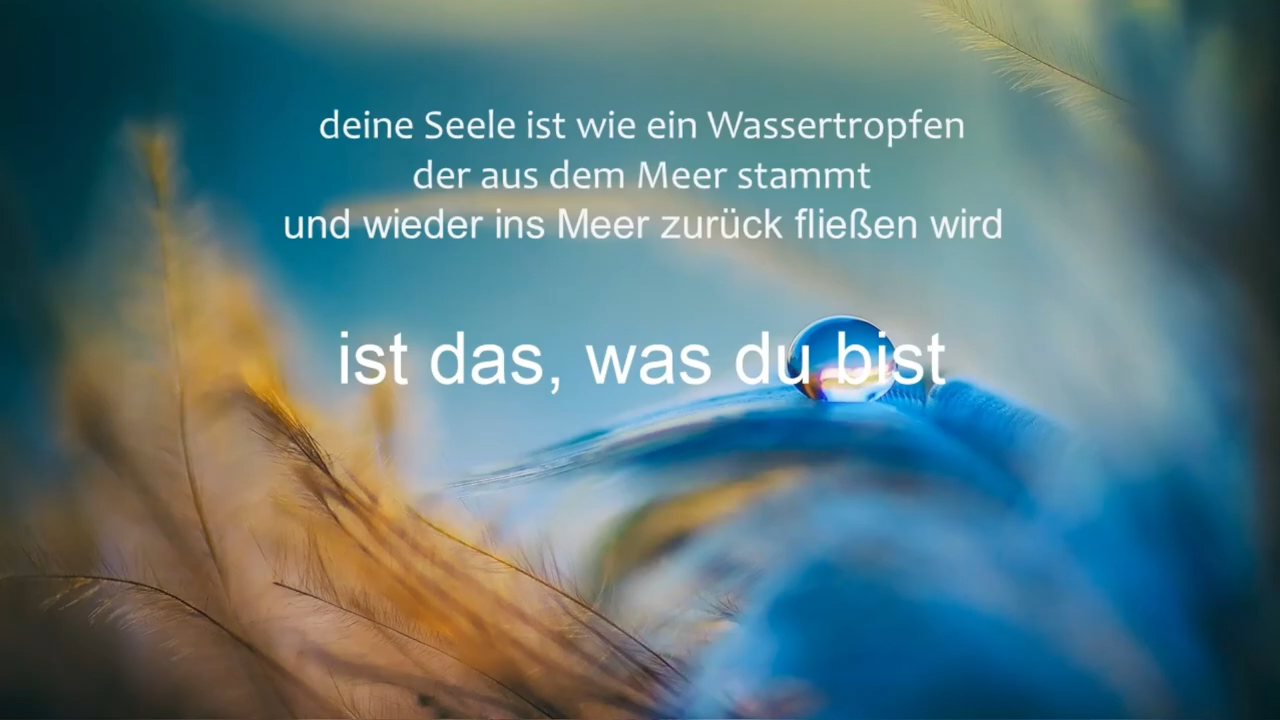 deine Seele ist wie ein Wassertropfen
der aus dem Meer stammt
und wieder ins Meer zurück fließen wird
ist das, was du bist